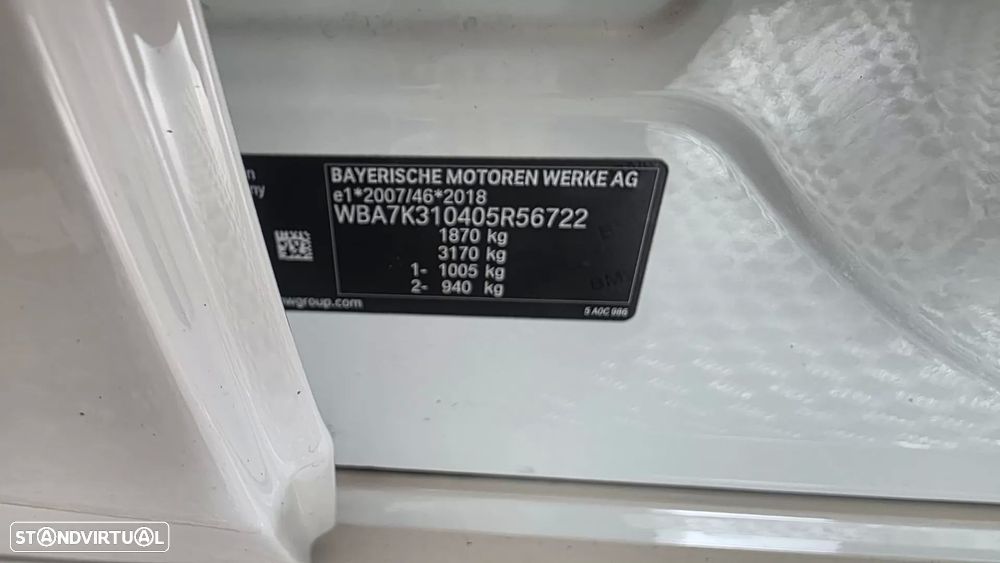 BAYERISCHE MOTOREN WERKE AG
e1*2007/46*2018
WBA7K310405R56722
1870 kg
3170 kg
1- 1005 kg
2- 940 kg
wgroup.com
5 A0C 986
STANDVIRTUAL